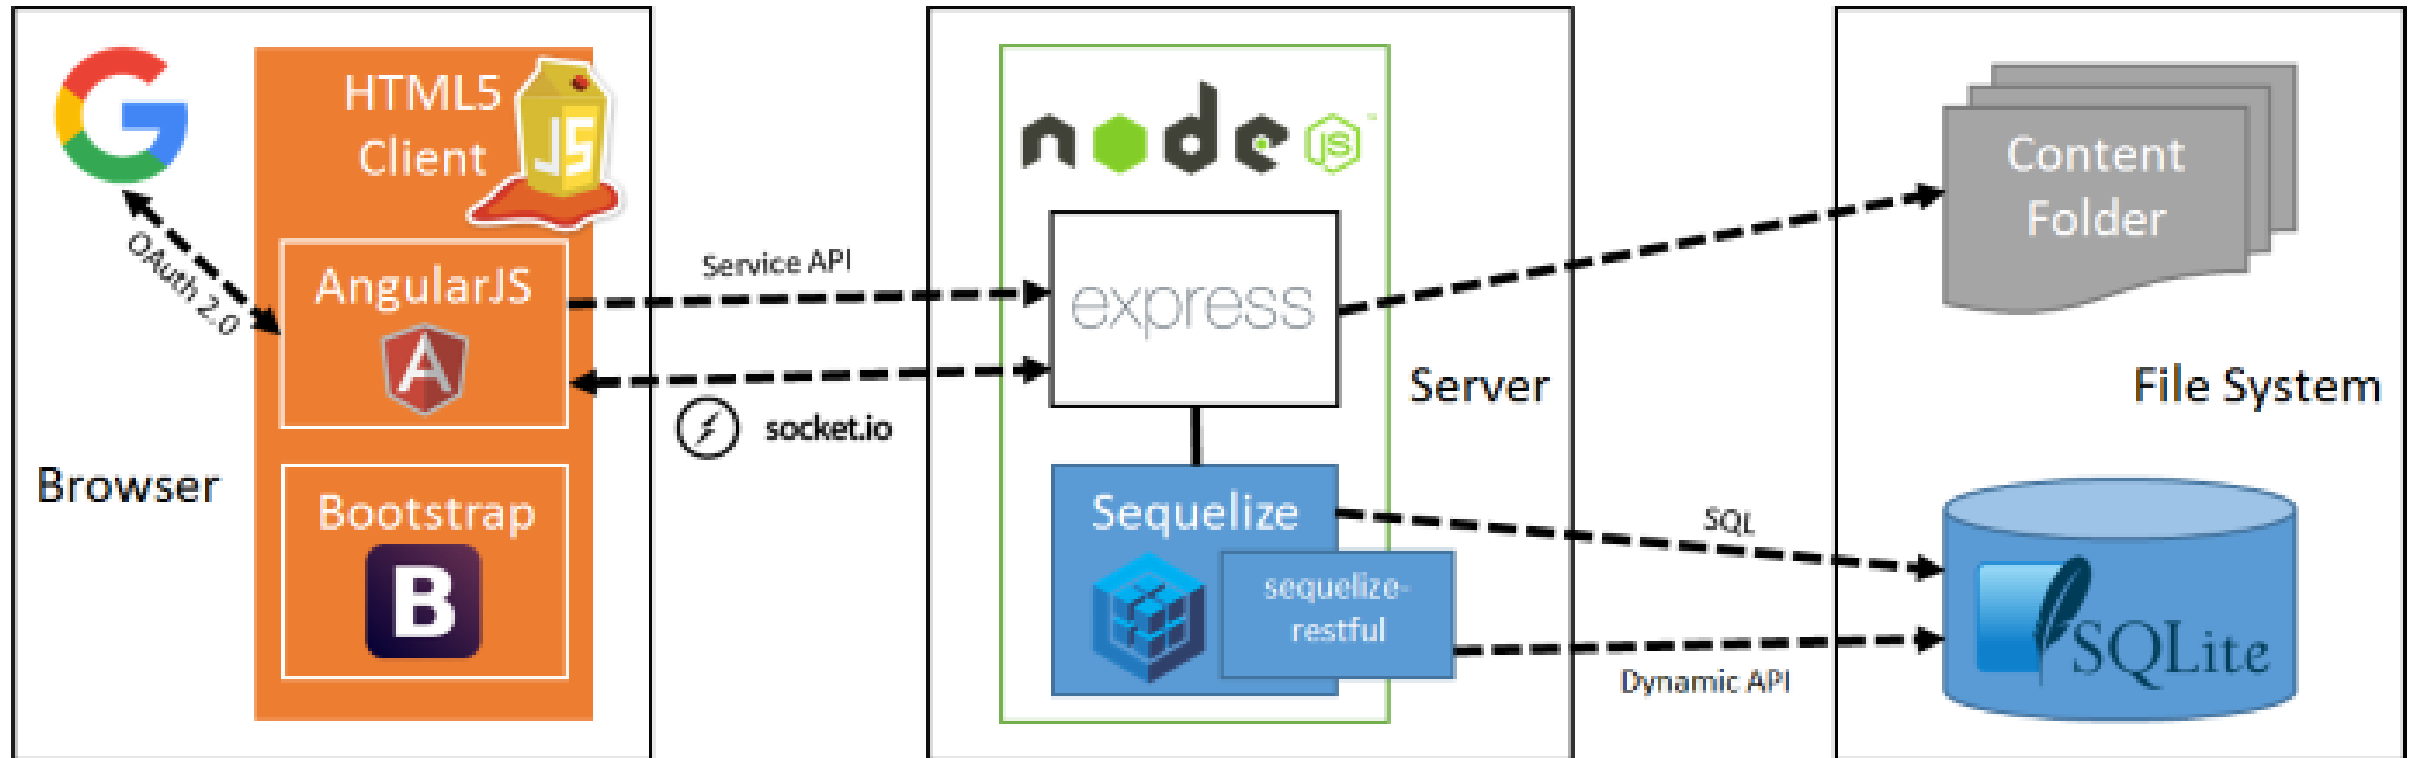 HTML5
Client
JS
OAuth 2.0
AngularJS
A
Browser
Bootstrap
B
Service API
socket.io
node
JS
™
express
Server
Sequelize
sequelize-
restful
SQL
Dynamic API
Content
Folder
File System
SQLite